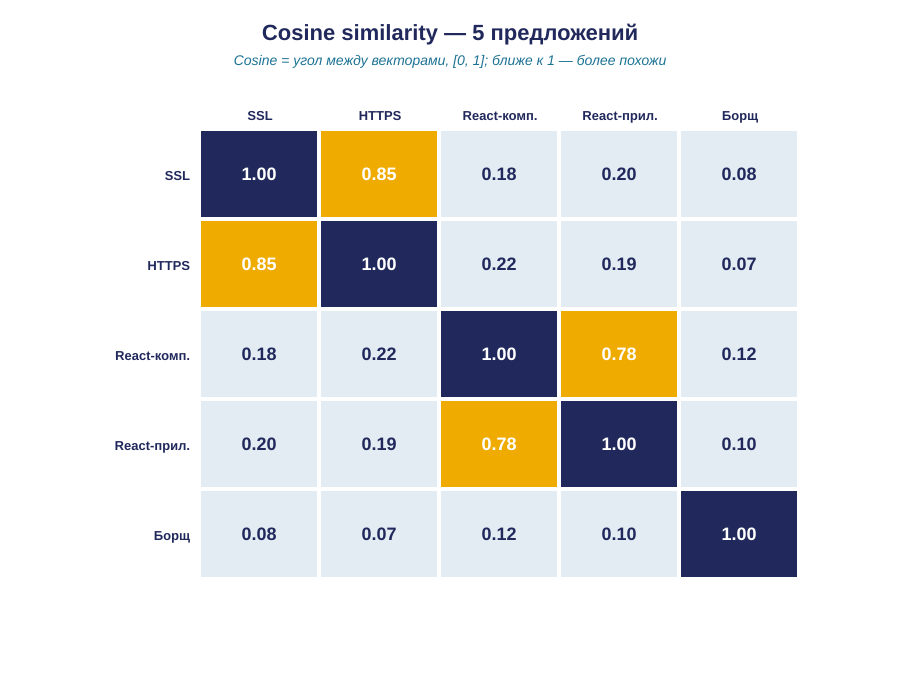 Cosine similarity — 5 предложений
Cosine = угол между векторами, [0, 1]; ближе к 1 — более похожи
SSL HTTPS React-комп. React-прил. Борщ
SSL 1.00 0.85 0.18 0.20 0.08
HTTPS 0.85 1.00 0.22 0.19 0.07
React-комп. 0.18 0.22 1.00 0.78 0.12
React-прил. 0.20 0.19 0.78 1.00 0.10
Борщ 0.08 0.07 0.12 0.10 1.00